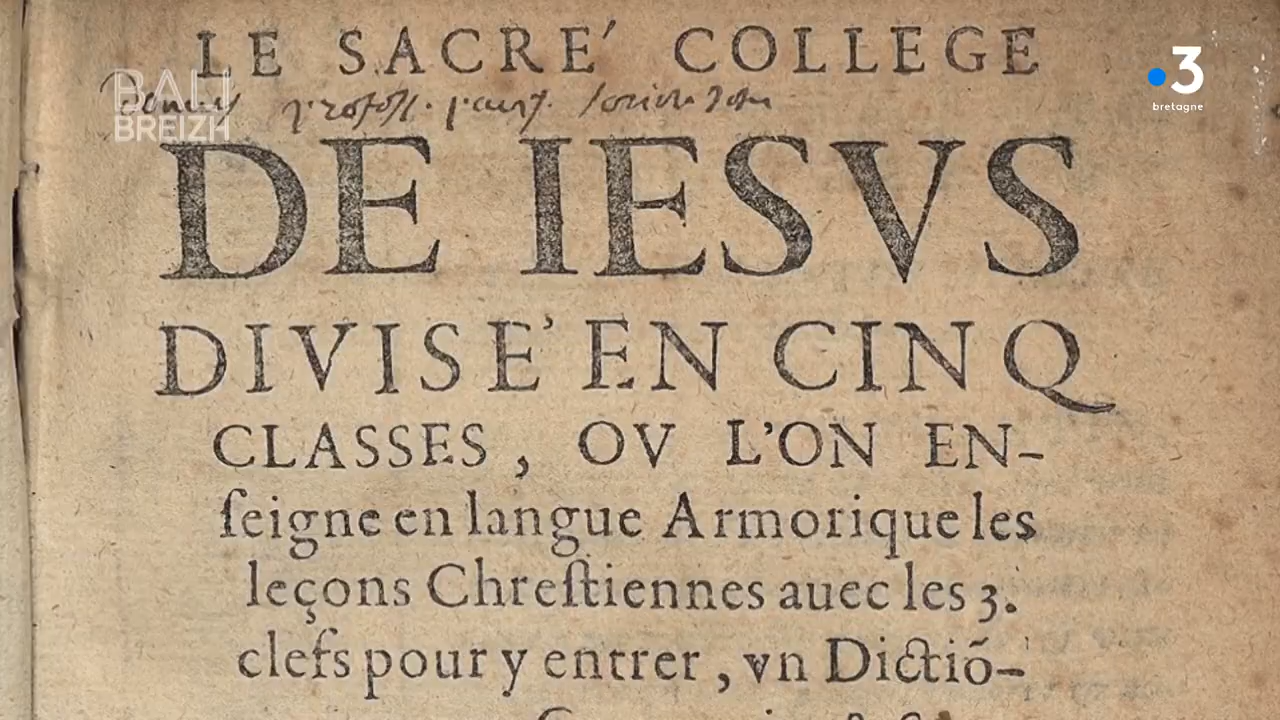 LE SACRE´ COLLEGE
BALI
BREIZH
3
bretagne
DE IESVS
DIVISE´ EN CINQ
CLASSES, OV L’ON EN-
ſeigne en langue Armorique les
leçons Chreſtiennes auec les 3.
clefs pour y entrer, vn Dictiõ-